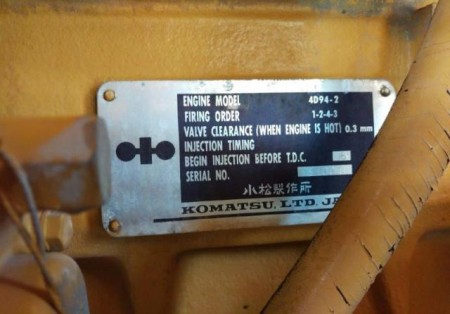 ENGINE MODEL 4D94-2
FIRING ORDER 1-2-4-3
VALVE CLEARANCE (WHEN ENGINE IS HOT) 0.3 mm
INJECTION TIMING
BEGIN INJECTION BEFORE T.D.C.
SERIAL NO.
小松製作所
KOMATSU, LTD. JA